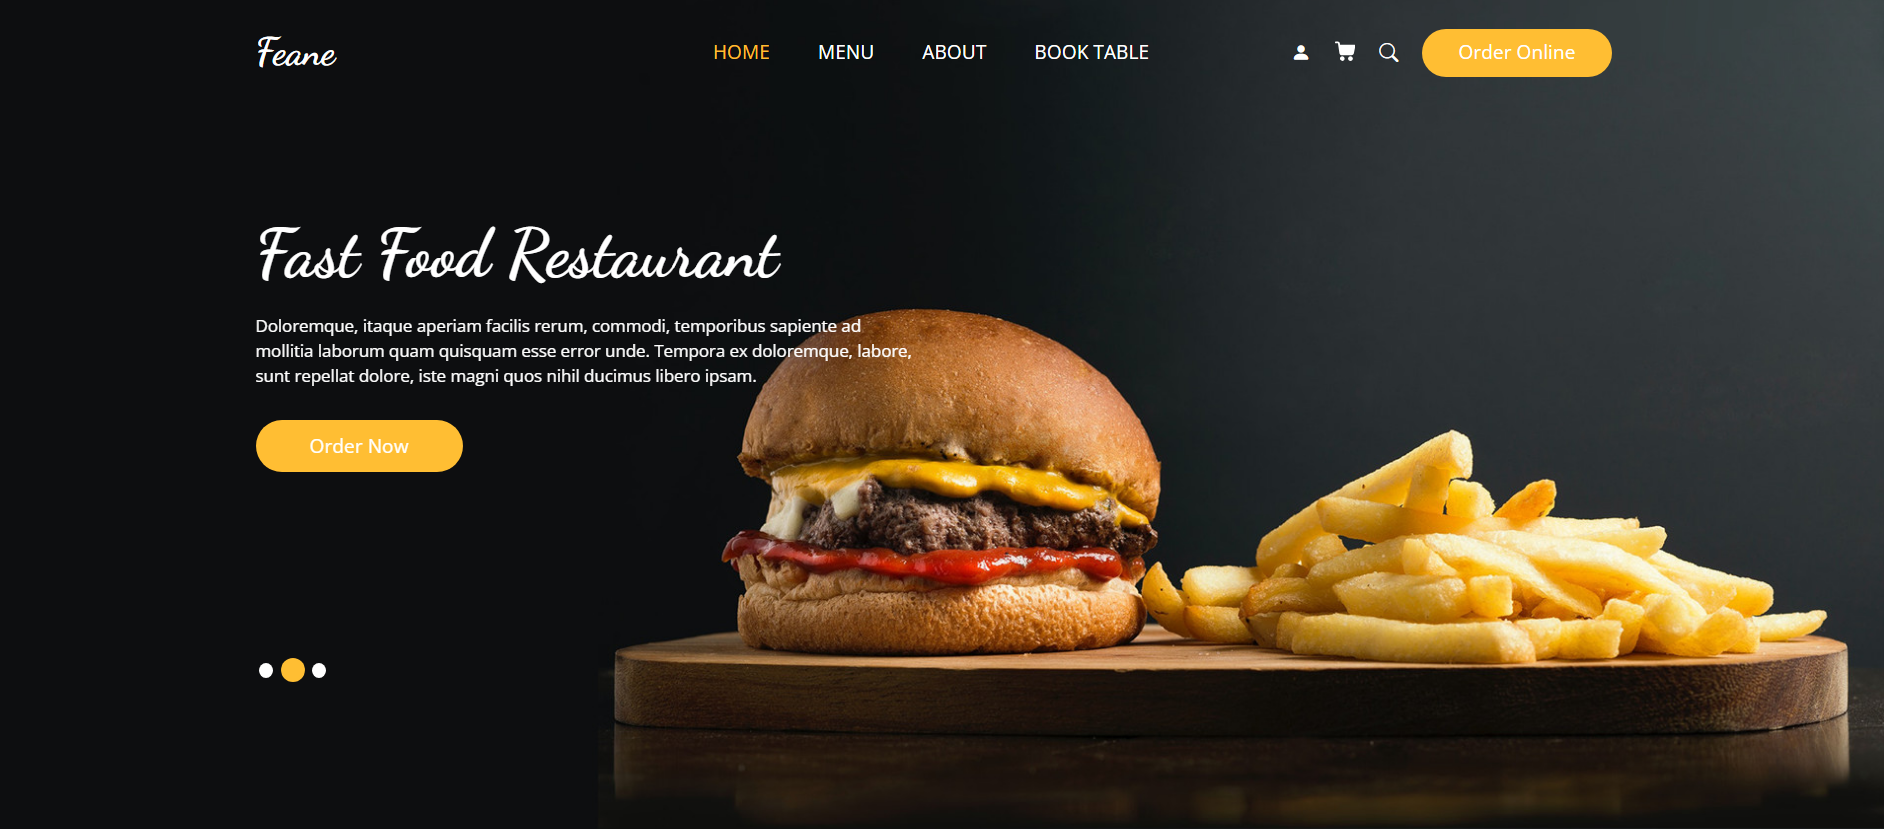 Feane
HOME MENU ABOUT BOOK TABLE Order Online
Fast Food Restaurant
Doloremque, itaque aperiam facilis rerum, commodi, temporibus sapiente ad
mollitia laborum quam quisquam esse error unde. Tempora ex doloremque, labore,
sunt repellat dolore, iste magni quos nihil ducimus libero ipsam.
Order Now